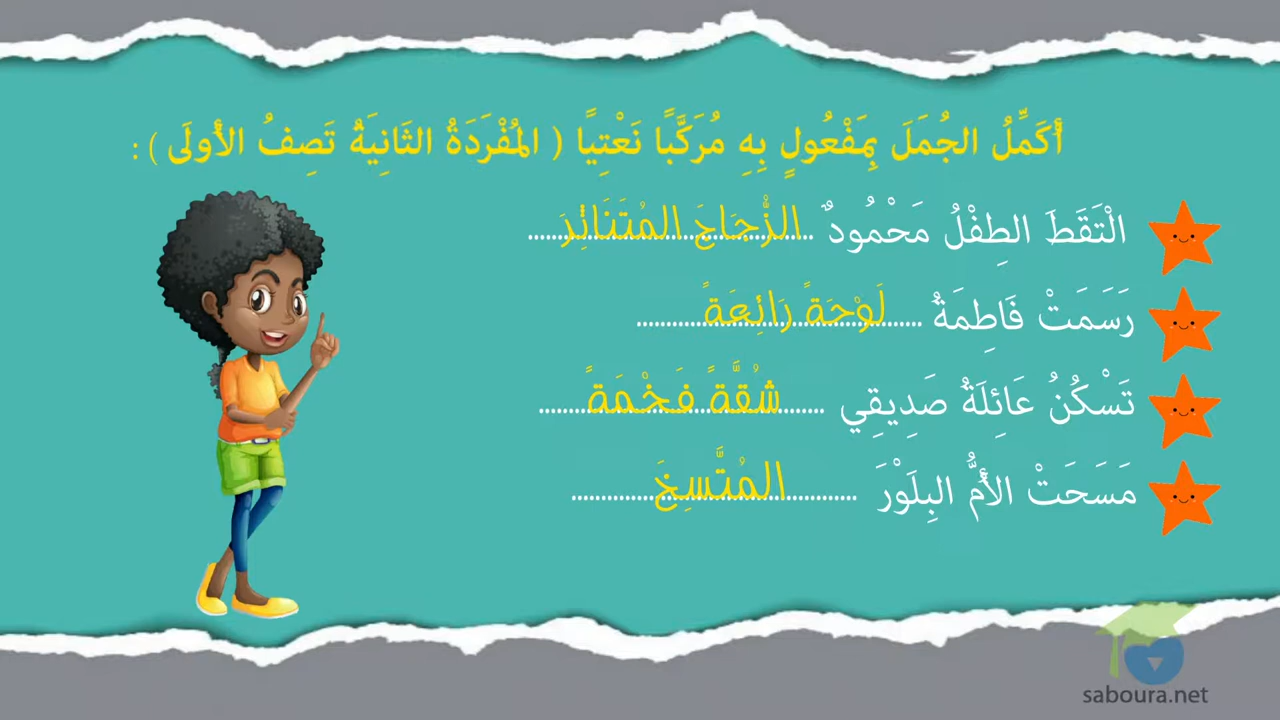 أُكَمِّلُ الجُمَلَ بِمَفْعُولٍ بِهِ مُرَكَّبًا نَعْتِيًا ( المُفْرَدَةُ الثَانِيَةُ تَصِفُ الأُولَى ) :
الْتَقَطَ الطِفْلُ مَحْمُودٌ الزُّجَاجَ المُتَنَاثِرَ
رَسَمَتْ فَاطِمَةُ لَوْحَةً رَائِعَةً
تَسْكُنُ عَائِلَةُ صَدِيقِي شُقَّةً فَخْمَةً
مَسَحَتْ الأُمُّ البِلَوْرَ المُتَّسِخَ
saboura.net